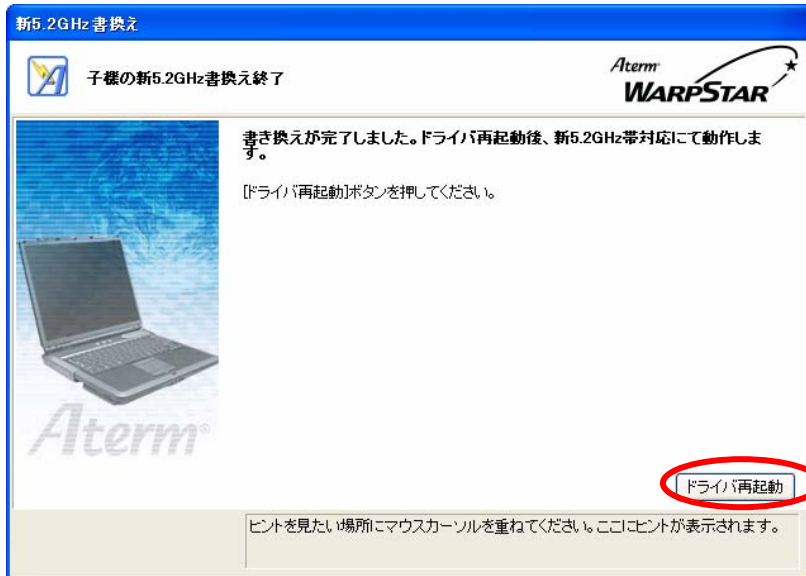 新5.2GHz書換え
子機の新5.2GHz書換え終了
Aterm
WARPSTAR
書き換えが完了しました。ドライバ再起動後、新5.2GHz帯対応にて動作しま
す。
[ドライバ再起動]ボタンを押してください。
Aterm®
ドライバ再起動
ヒントを見たい場所にマウスカーソルを重ねてください。ここにヒントが表示されます。